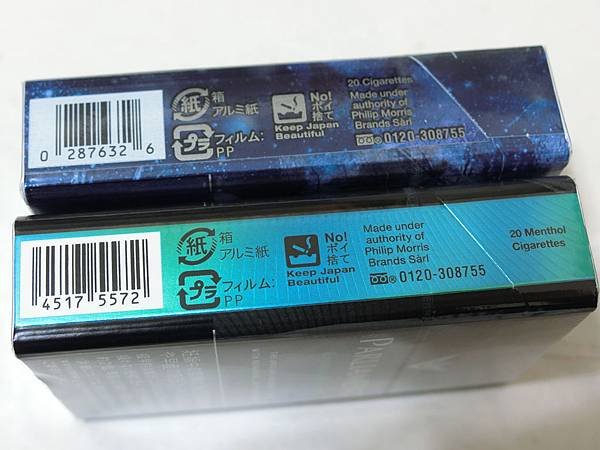 0 287632 6
紙
箱
アルミ紙
プラ
フィルム:
PP
No!
ポイ
捨て
Keep Japan
Beautiful
20 Cigarettes
Made under
authority of
Philip Morris
Brands Sàrl
0120-308755
4517 5572
紙
箱
アルミ紙
プラ
フィルム:
PP
No!
ポイ
捨て
Keep Japan
Beautiful
Made under
authority of
Philip Morris
Brands Sàrl
0120-308755
20 Menthol
Cigarettes